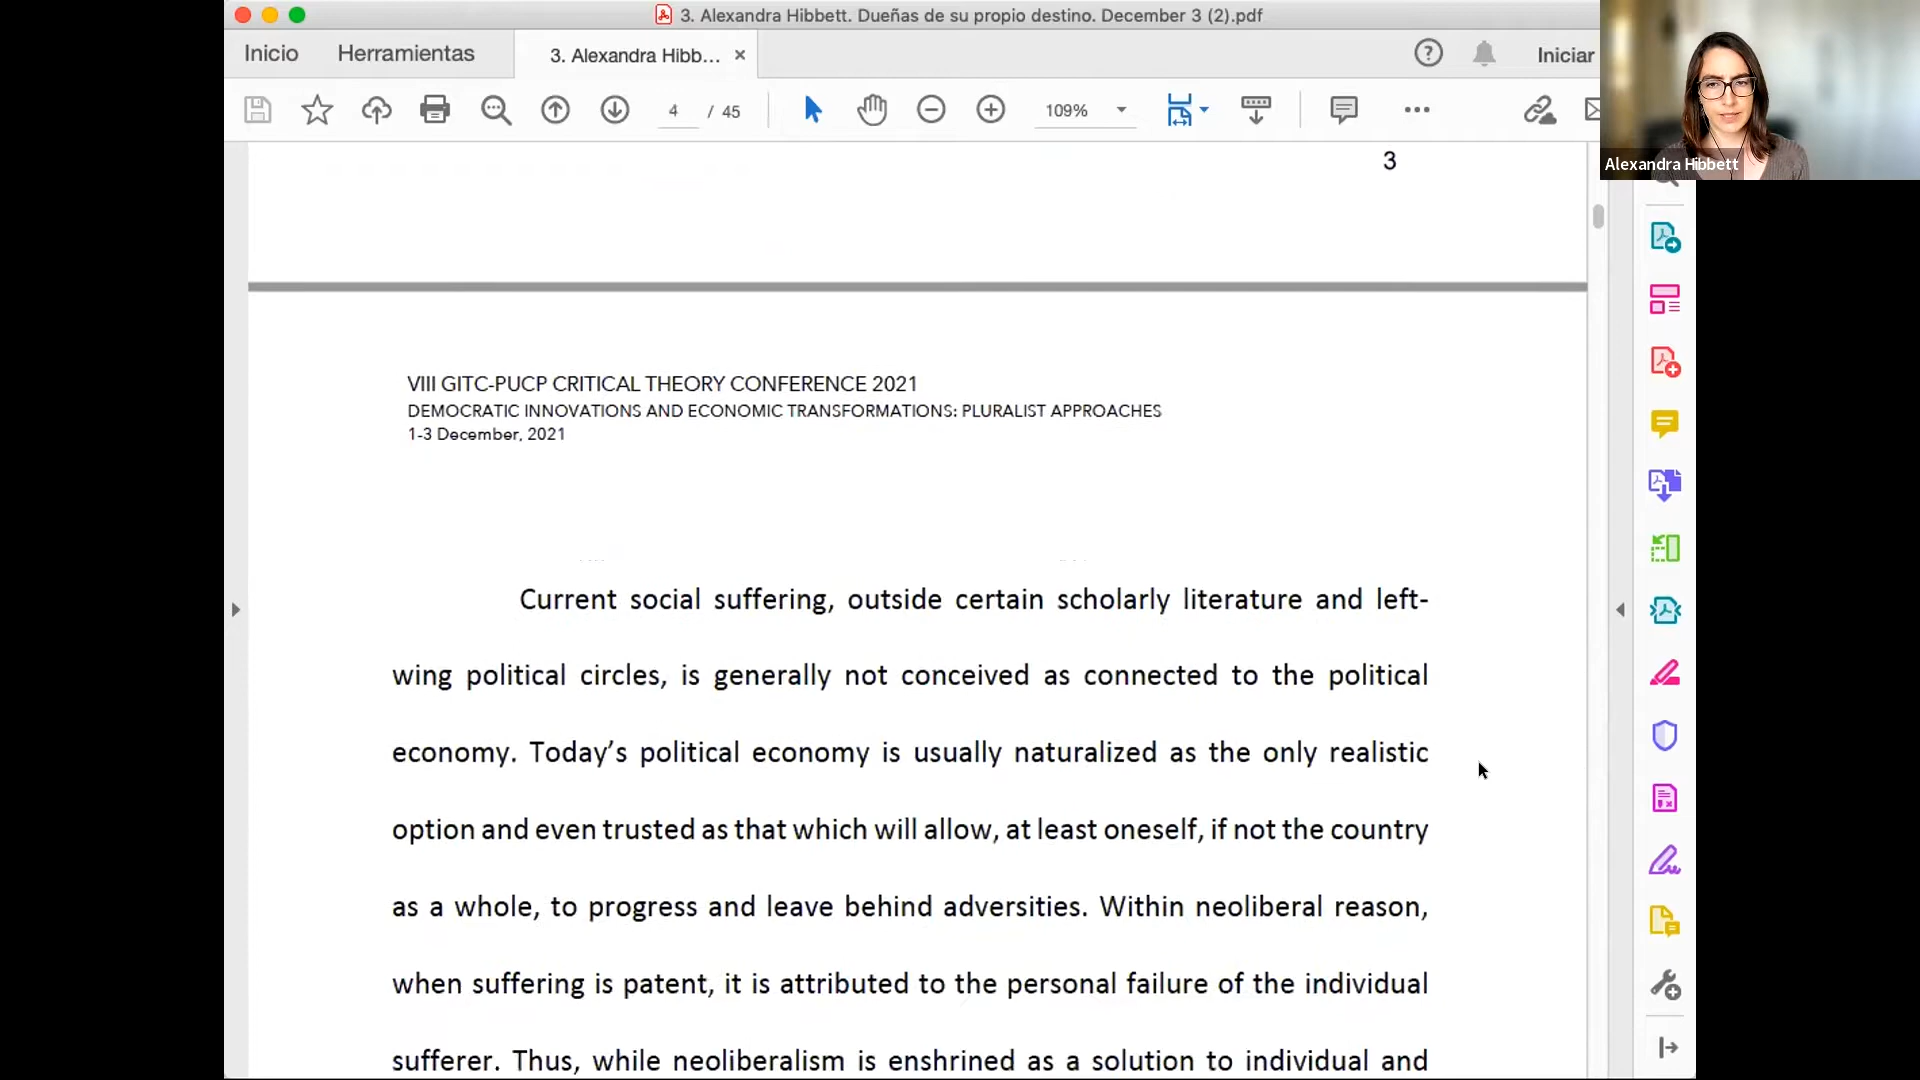 3. Alexandra Hibbett. Dueñas de su propio destino. December 3 (2).pdf
Inicio
Herramientas
3. Alexandra Hibb...
Iniciar
4 / 45
109%
Alexandra Hibbett
3
VIII GITC-PUCP CRITICAL THEORY CONFERENCE 2021
DEMOCRATIC INNOVATIONS AND ECONOMIC TRANSFORMATIONS: PLURALIST APPROACHES
1-3 December, 2021
Current social suffering, outside certain scholarly literature and left-
wing political circles, is generally not conceived as connected to the political
economy. Today’s political economy is usually naturalized as the only realistic
option and even trusted as that which will allow, at least oneself, if not the country
as a whole, to progress and leave behind adversities. Within neoliberal reason,
when suffering is patent, it is attributed to the personal failure of the individual
sufferer. Thus, while neoliberalism is enshrined as a solution to individual and